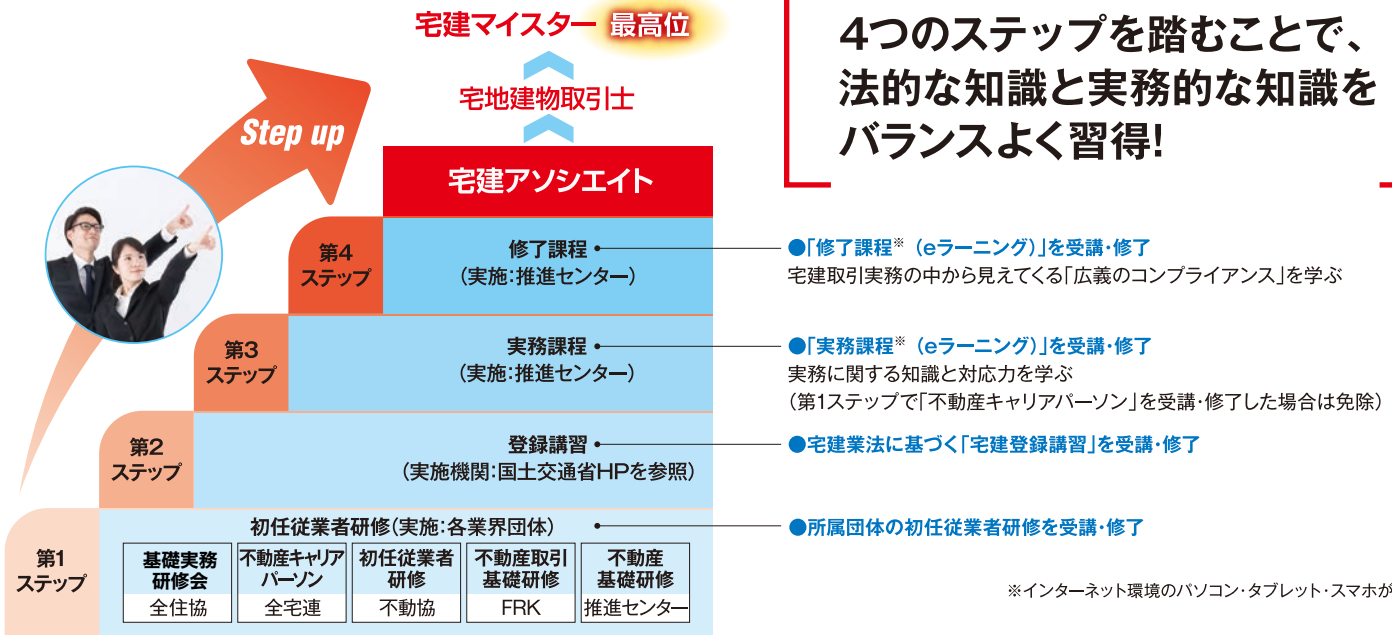 宅建マイスター 最高位
宅地建物取引士
Step up
宅建アソシエイト
4つのステップを踏むことで、
法的な知識と実務的な知識を
バランスよく習得!
第4
ステップ
修了課程
(実施:推進センター)
●「修了課程※（eラーニング）」を受講・修了
宅建取引実務の中から見えてくる「広義のコンプライアンス」を学ぶ
第3
ステップ
実務課程
(実施:推進センター)
●「実務課程※（eラーニング）」を受講・修了
実務に関する知識と対応力を学ぶ
（第1ステップで「不動産キャリアパーソン」を受講・修了した場合は免除）
第2
ステップ
登録講習
(実施機関:国土交通省HPを参照)
●宅建業法に基づく「宅建登録講習」を受講・修了
第1
ステップ
初任従業者研修(実施:各業界団体)
●所属団体の初任従業者研修を受講・修了
基礎実務
研修会
全住協
不動産キャリア
パーソン
全宅連
初任従業者
研修
不動協
不動産取引
基礎研修
FRK
不動産
基礎研修
推進センター
※インターネット環境のパソコン・タブレット・スマホが